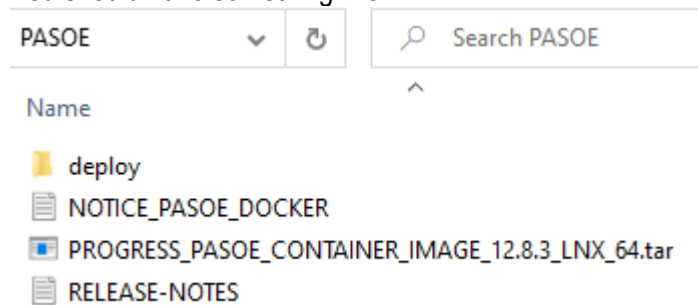 PASOE
Search PASOE
Name
deploy
NOTICE_PASOE_DOCKER
PROGRESS_PASOE_CONTAINER_IMAGE_12.8.3_LNX_64.tar
RELEASE-NOTES